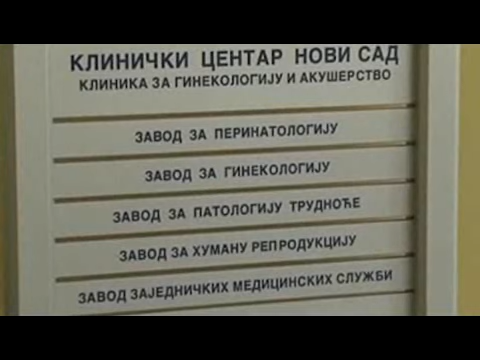 КЛИНИЧКИ ЦЕНТАР НОВИ САД
КЛИНИКА ЗА ГИНЕКОЛОГИЈУ И АКУШЕРСТВО
ЗАВОД ЗА ПЕРИНАТОЛОГИЈУ
ЗАВОД ЗА ГИНЕКОЛОГИЈУ
ЗАВОД ЗА ПАТОЛОГИЈУ ТРУДНОЋЕ
ЗАВОД ЗА ХУМАНУ РЕПРОДУКЦИЈУ
ЗАВОД ЗАЈЕДНИЧКИХ МЕДИЦИНСКИХ СЛУЖБИ